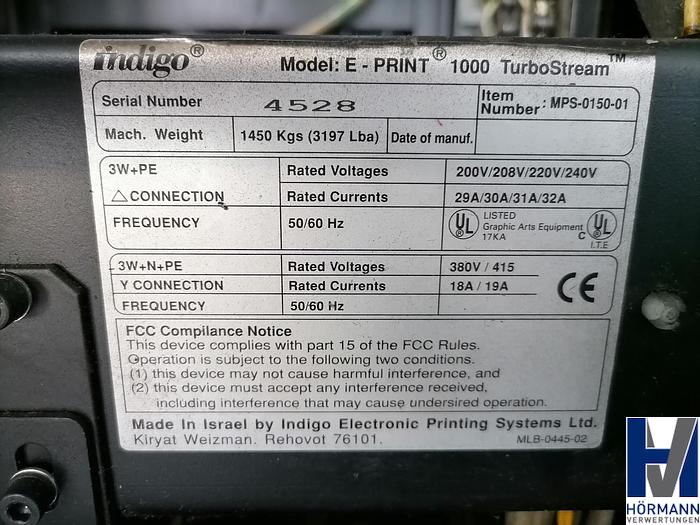 indigo® Model: E - PRINT® 1000 TurboStream™
Serial Number 4528 Item Number : MPS-0150-01
Mach. Weight 1450 Kgs (3197 Lba) Date of manuf.
3W+PE Rated Voltages 200V/208V/220V/240V
△CONNECTION Rated Currents 29A/30A/31A/32A
FREQUENCY 50/60 Hz UL LISTED Graphic Arts Equipment 17KA C UL I.T.E
3W+N+PE Rated Voltages 380V / 415
Y CONNECTION Rated Currents 18A / 19A CE
FREQUENCY 50/60 Hz
FCC Compliance Notice
This device complies with part 15 of the FCC Rules.
Operation is subject to the following two conditions.
(1) this device may not cause harmful interference, and
(2) this device must accept any interference received,
including interference that may cause undersired operation.
Made In Israel by Indigo Electronic Printing Systems Ltd.
Kiryat Weizman. Rehovot 76101. MLB-0445-02
HV
HÖRMANN
VERWERTUNGEN